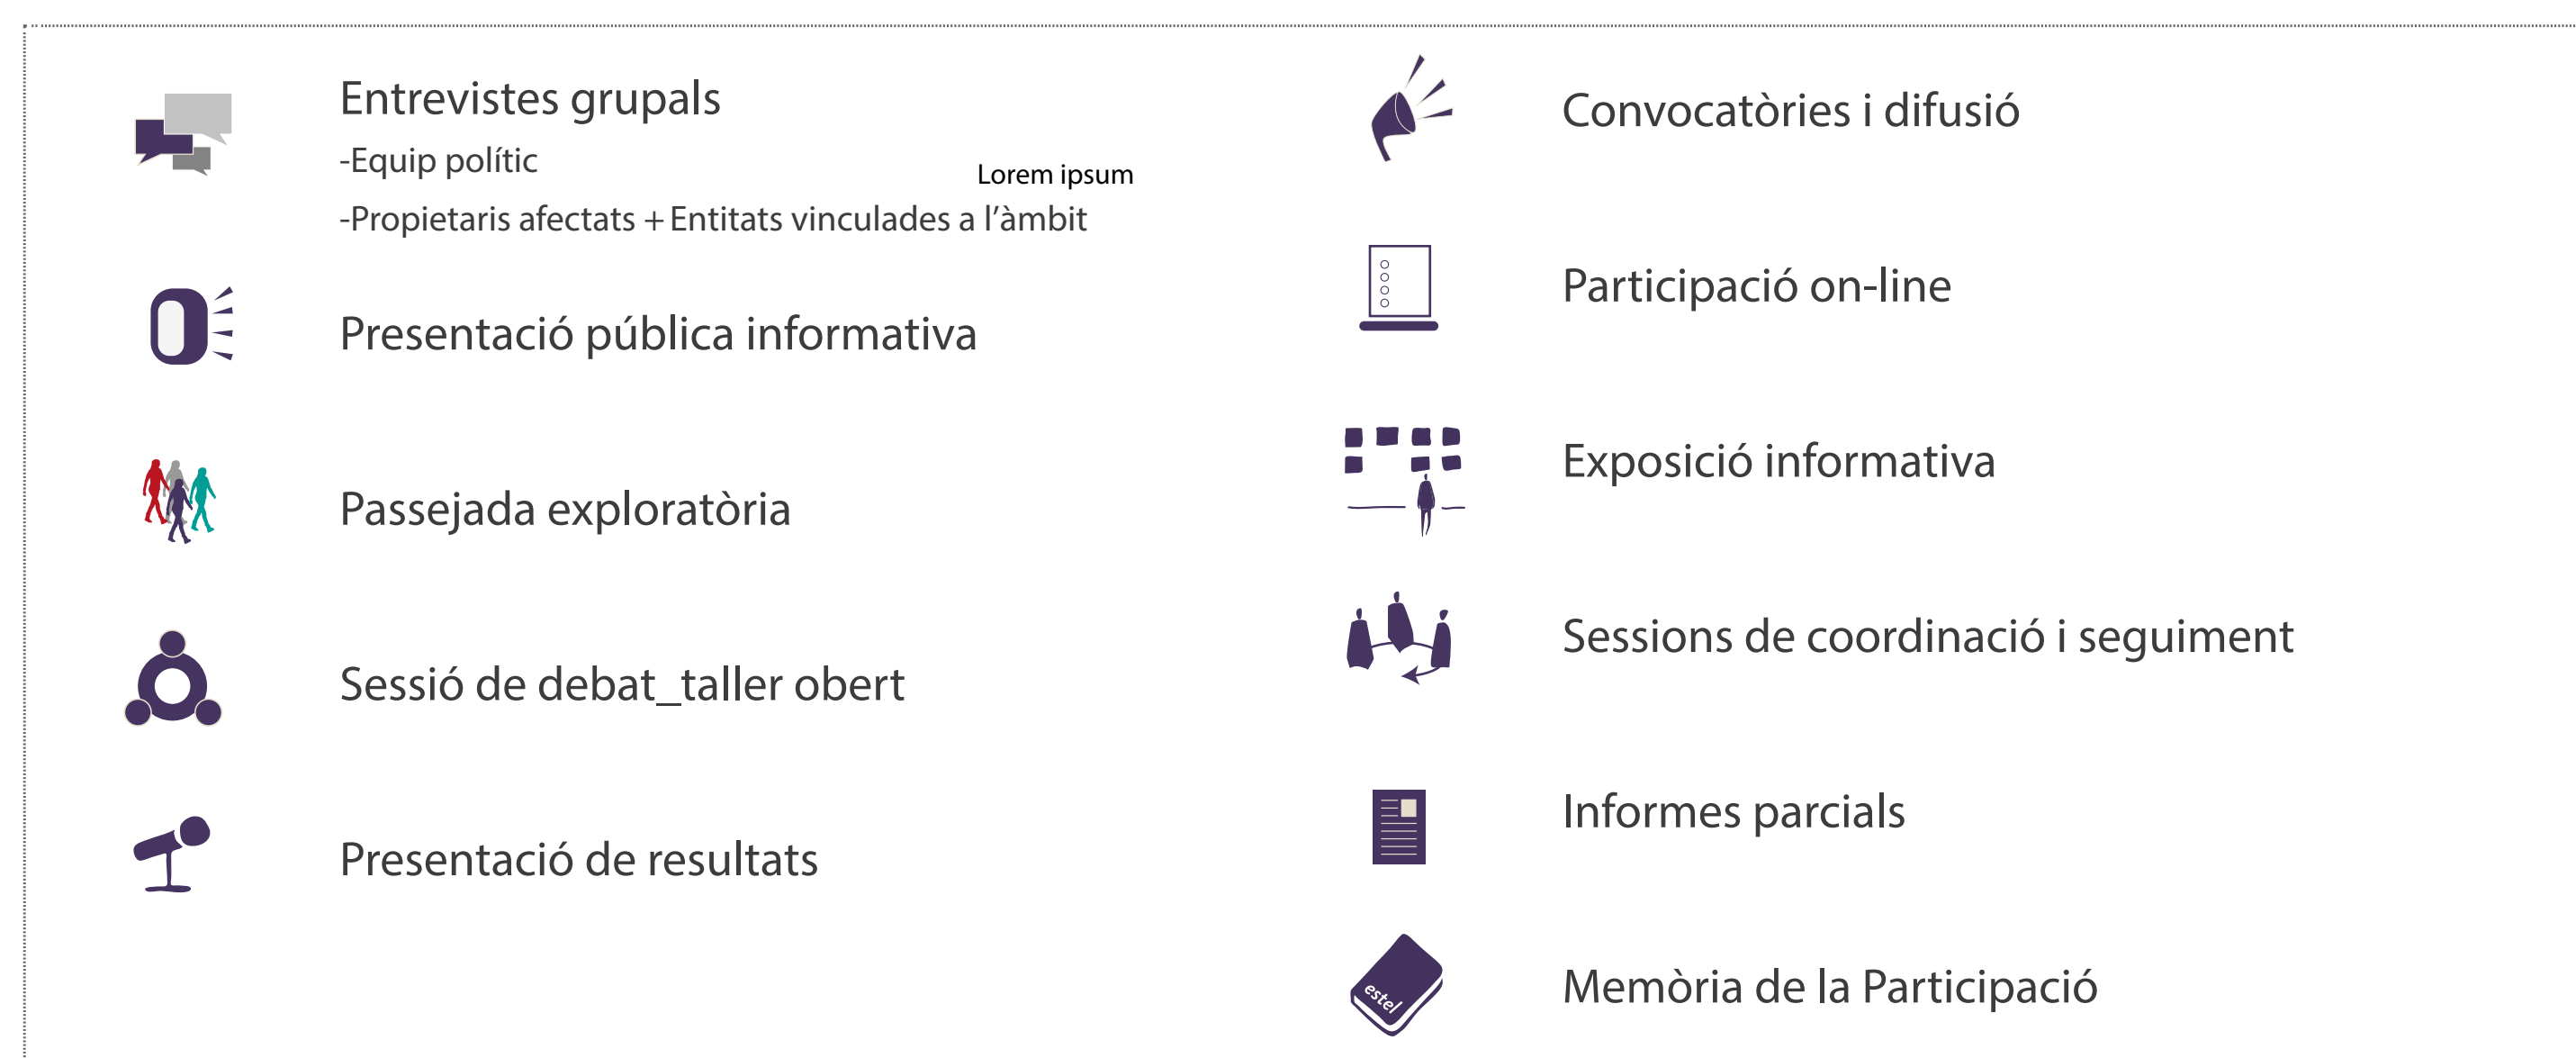 Entrevistes grupals
-Equip polític
Lorem ipsum
-Propietaris afectats + Entitats vinculades a l’àmbit
Presentació pública informativa
Passejada exploratòria
Sessió de debat_taller obert
Presentació de resultats
Convocatòries i difusió
Participació on-line
Exposició informativa
Sessions de coordinació i seguiment
Informes parcials
estel
Memòria de la Participació